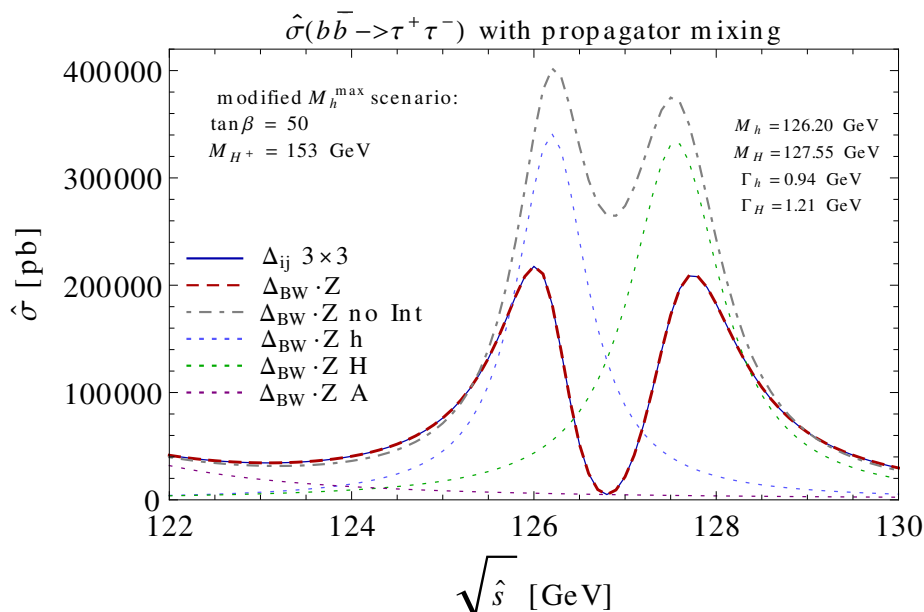 σ̂(bb̄−>τ⁺τ⁻) with propagator mixing
σ̂ [pb]
400000
300000
200000
100000
0
modified M_h^max scenario:
tanβ = 50
M_H+ = 153 GeV
M_h=126.20 GeV
M_H=127.55 GeV
Γ_h=0.94 GeV
Γ_H=1.21 GeV
Δ_ij 3×3
Δ_BW·Z
Δ_BW·Z no Int
Δ_BW·Z h
Δ_BW·Z H
Δ_BW·Z A
122 124 126 128 130
√ŝ [GeV]